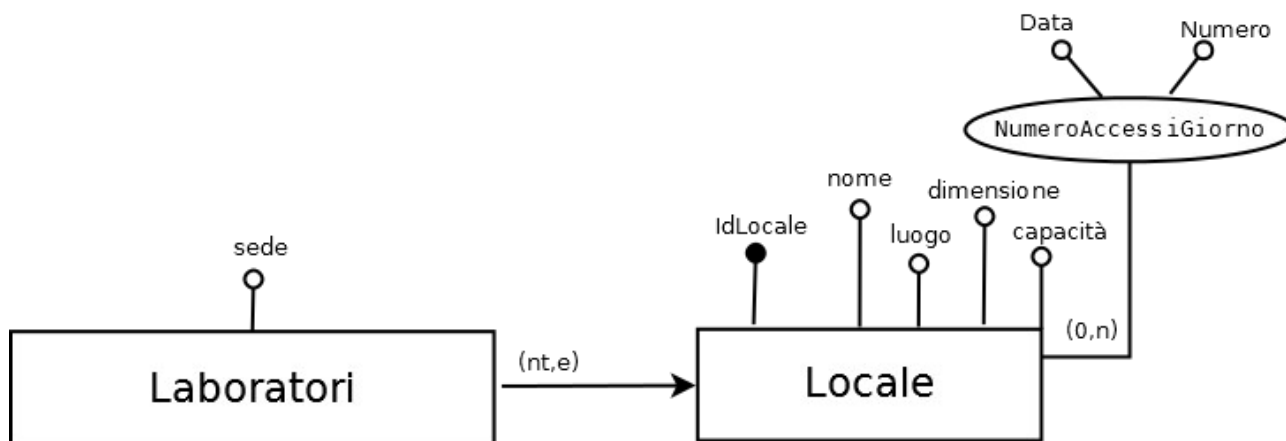 Data
Numero
NumeroAccessiGiorno
nome
dimensione
IdLocale
luogo
capacità
sede
(nt,e)
(0,n)
Laboratori
Locale